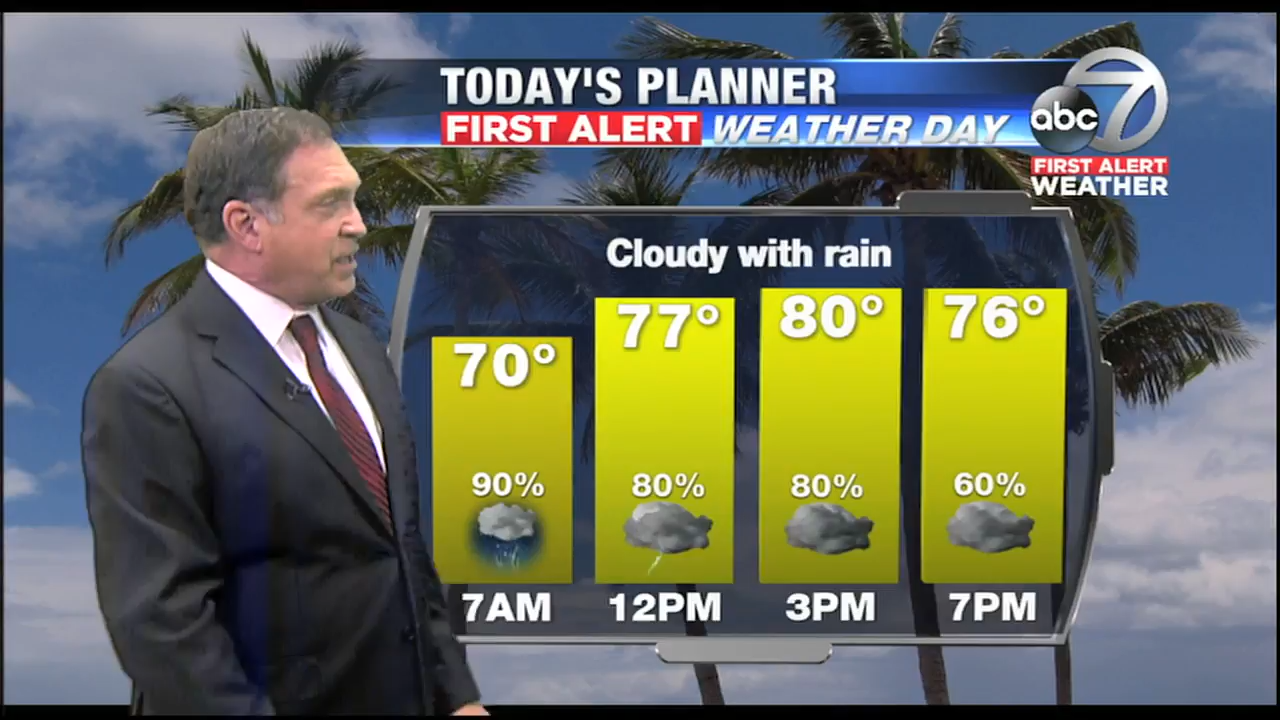 TODAY'S PLANNER
FIRST ALERT WEATHER DAY
abc 7
FIRST ALERT
WEATHER
Cloudy with rain
70° 77° 80° 76°
90% 80% 80% 60%
7AM 12PM 3PM 7PM